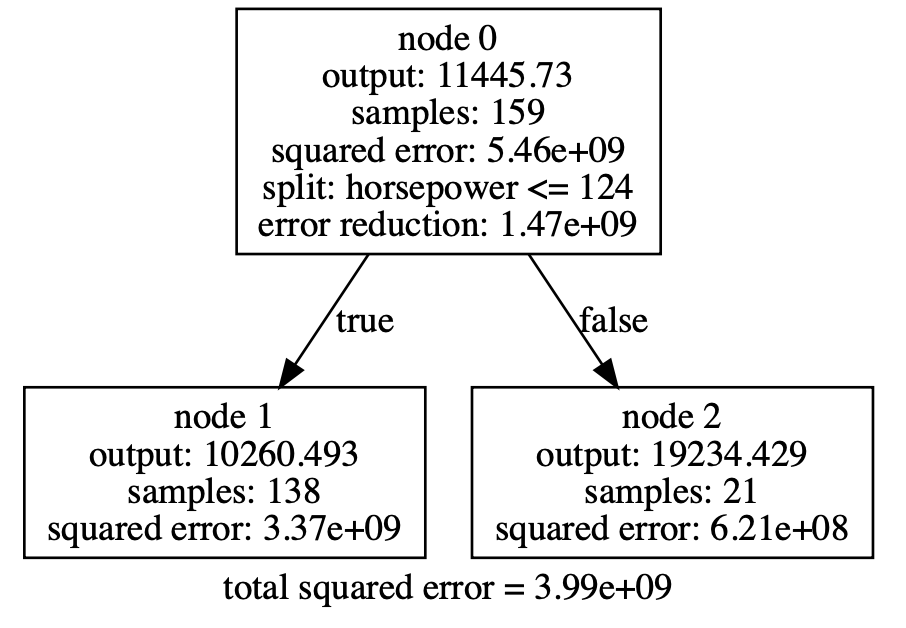 node 0
output: 11445.73
samples: 159
squared error: 5.46e+09
split: horsepower <= 124
error reduction: 1.47e+09
true
false
node 1
output: 10260.493
samples: 138
squared error: 3.37e+09
node 2
output: 19234.429
samples: 21
squared error: 6.21e+08
total squared error = 3.99e+09